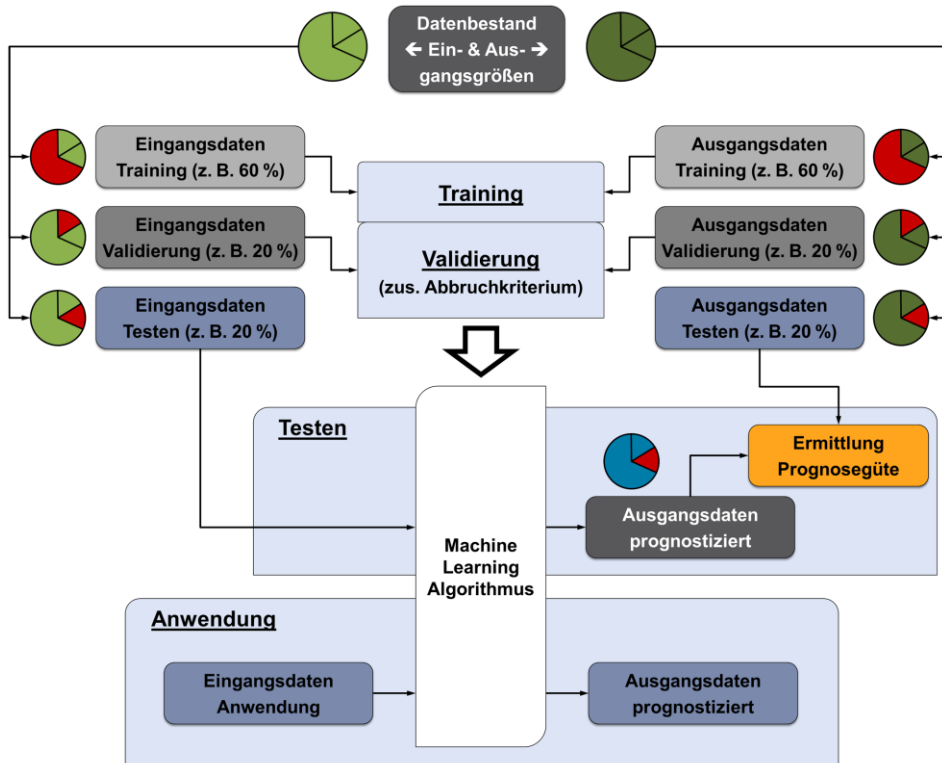 Datenbestand
← Ein- & Aus- →
gangsgrößen
Eingangsdaten
Training (z. B. 60 %)
Ausgangsdaten
Training (z. B. 60 %)
Training
Eingangsdaten
Validierung (z. B. 20 %)
Ausgangsdaten
Validierung (z. B. 20 %)
Validierung
(zus. Abbruchkriterium)
Eingangsdaten
Testen (z. B. 20 %)
Ausgangsdaten
Testen (z. B. 20 %)
Testen
Ermittlung
Prognosegüte
Ausgangsdaten
prognostiziert
Machine
Learning
Algorithmus
Anwendung
Eingangsdaten
Anwendung
Ausgangsdaten
prognostiziert